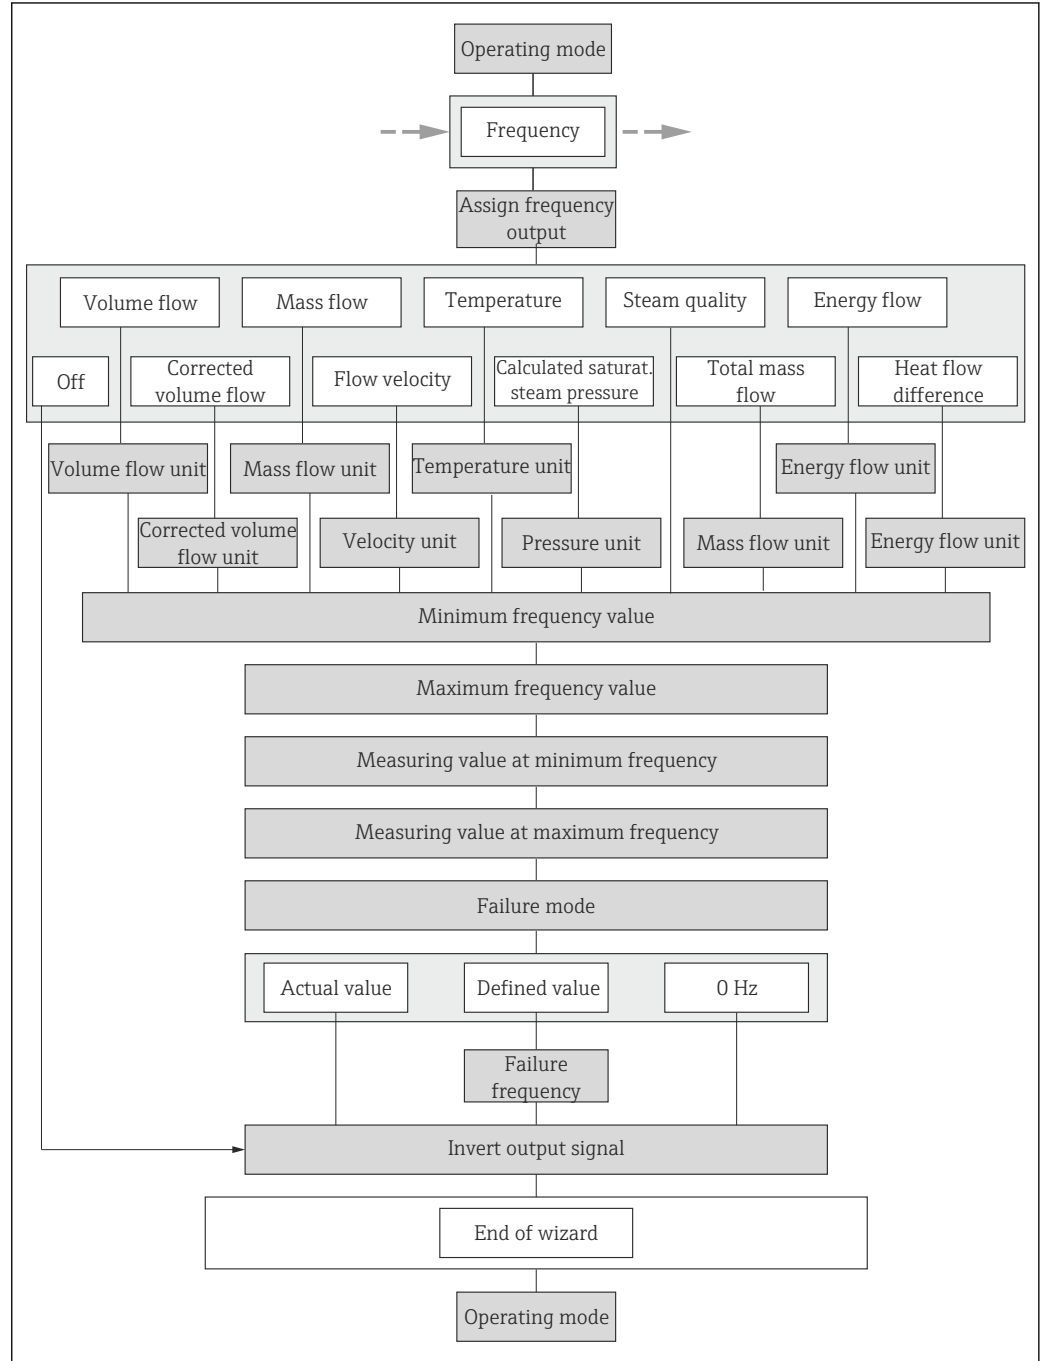 Operating mode
Frequency
Assign frequency
output
Volume flow
Mass flow
Temperature
Steam quality
Energy flow
Off
Corrected
volume flow
Flow velocity
Calculated saturat.
steam pressure
Total mass
flow
Heat flow
difference
Volume flow unit
Mass flow unit
Temperature unit
Energy flow unit
Corrected volume
flow unit
Velocity unit
Pressure unit
Mass flow unit
Energy flow unit
Minimum frequency value
Maximum frequency value
Measuring value at minimum frequency
Measuring value at maximum frequency
Failure mode
Actual value
Defined value
0 Hz
Failure
frequency
Invert output signal
End of wizard
Operating mode